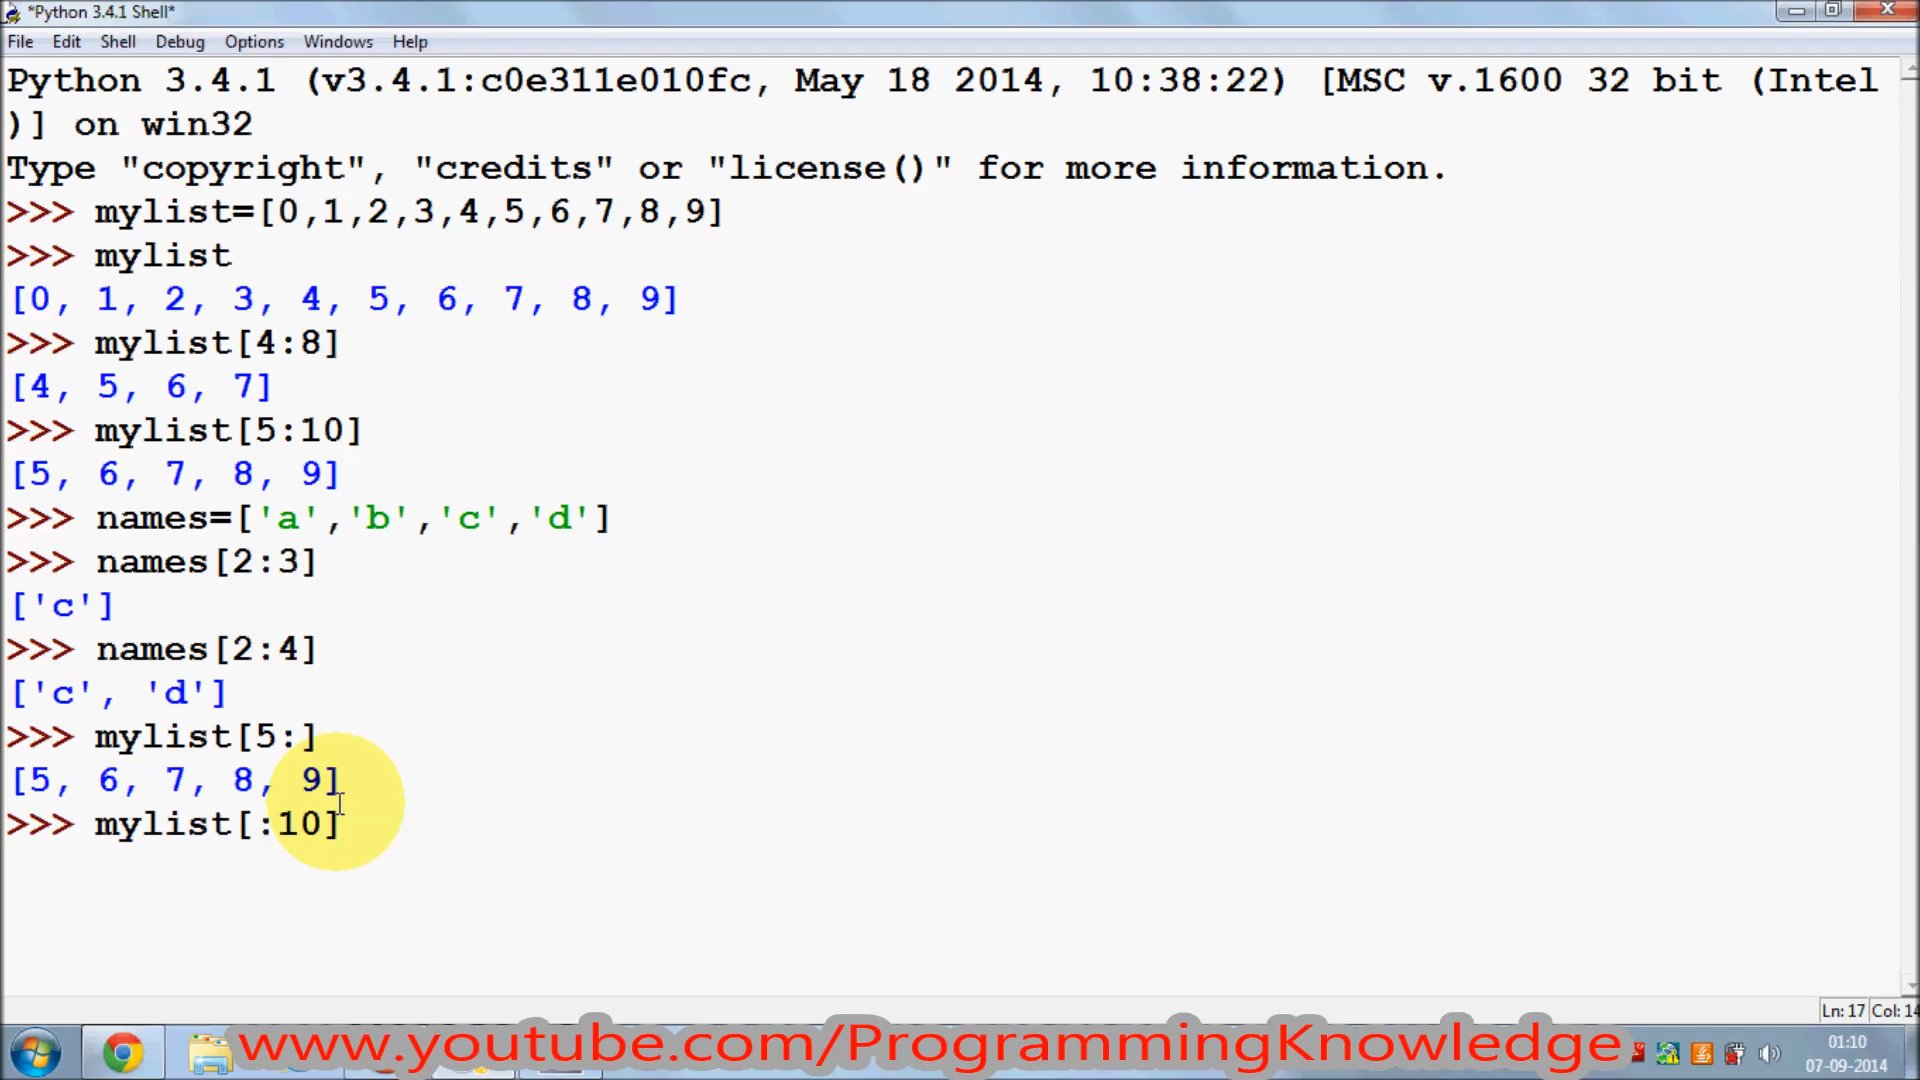 *Python 3.4.1 Shell*
File Edit Shell Debug Options Windows Help
Python 3.4.1 (v3.4.1:c0e311e010fc, May 18 2014, 10:38:22) [MSC v.1600 32 bit (Intel
)] on win32
Type "copyright", "credits" or "license()" for more information.
>>> mylist=[0,1,2,3,4,5,6,7,8,9]
>>> mylist
[0, 1, 2, 3, 4, 5, 6, 7, 8, 9]
>>> mylist[4:8]
[4, 5, 6, 7]
>>> mylist[5:10]
[5, 6, 7, 8, 9]
>>> names=['a','b','c','d']
>>> names[2:3]
['c']
>>> names[2:4]
['c', 'd']
>>> mylist[5:]
[5, 6, 7, 8, 9]
>>> mylist[:10]
Ln: 17 Col: 14
www.youtube.com/ProgrammingKnowledge
01:10
07-09-2014